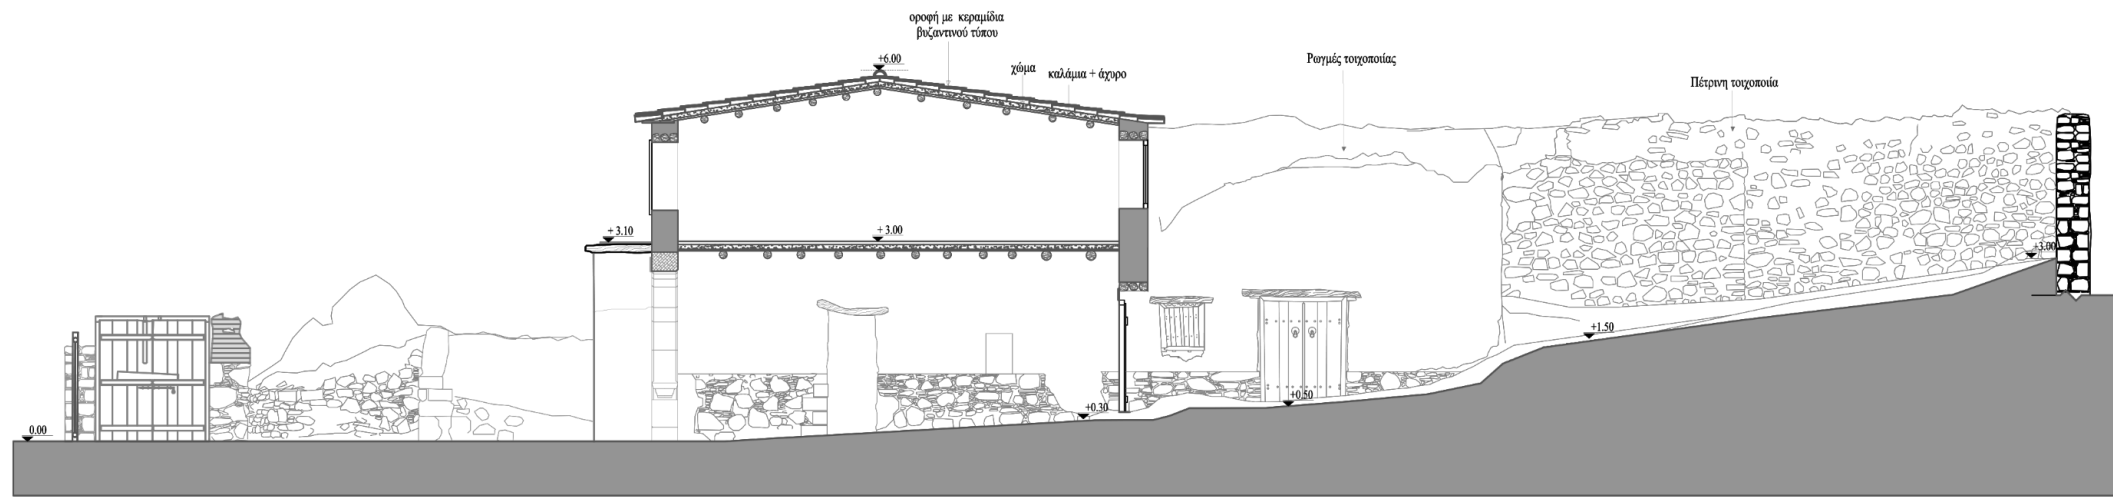 οροφή με κεραμίδια
βυζαντινού τύπου
+6.00
χώμα
καλάμια + άχυρο
Ρωγμές τοιχοποιίας
Πέτρινη τοιχοποιία
+ 3.10
+ 3.00
+3.00
+1.50
+0.50
+0.30
0.00